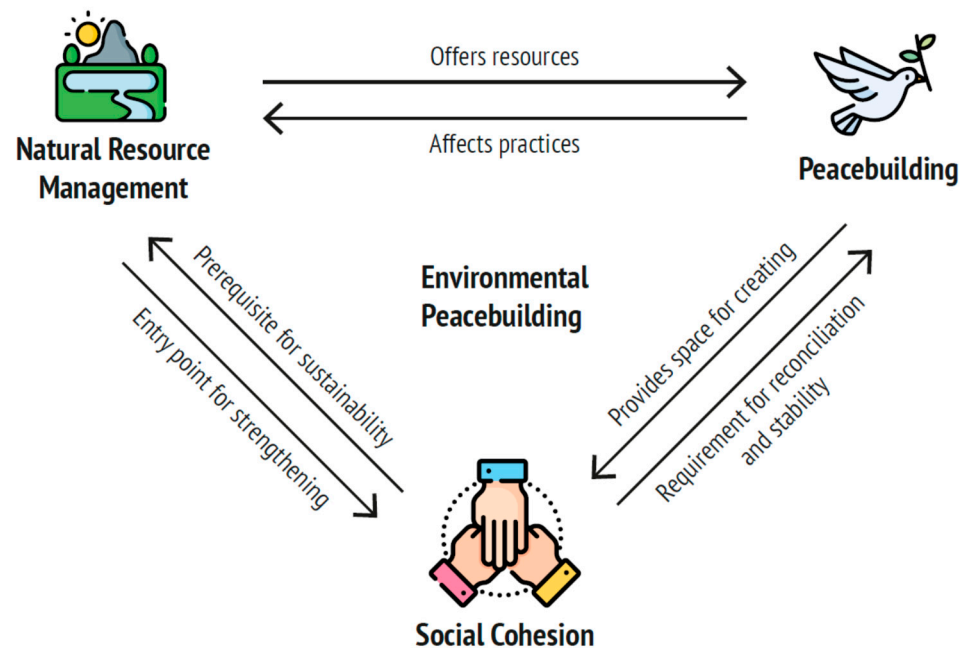 Offers resources
Affects practices
Natural Resource
Management
Peacebuilding
Environmental
Peacebuilding
Prerequisite for sustainability
Entry point for strengthening
Provides space for creating
Requirement for reconciliation
and stability
Social Cohesion